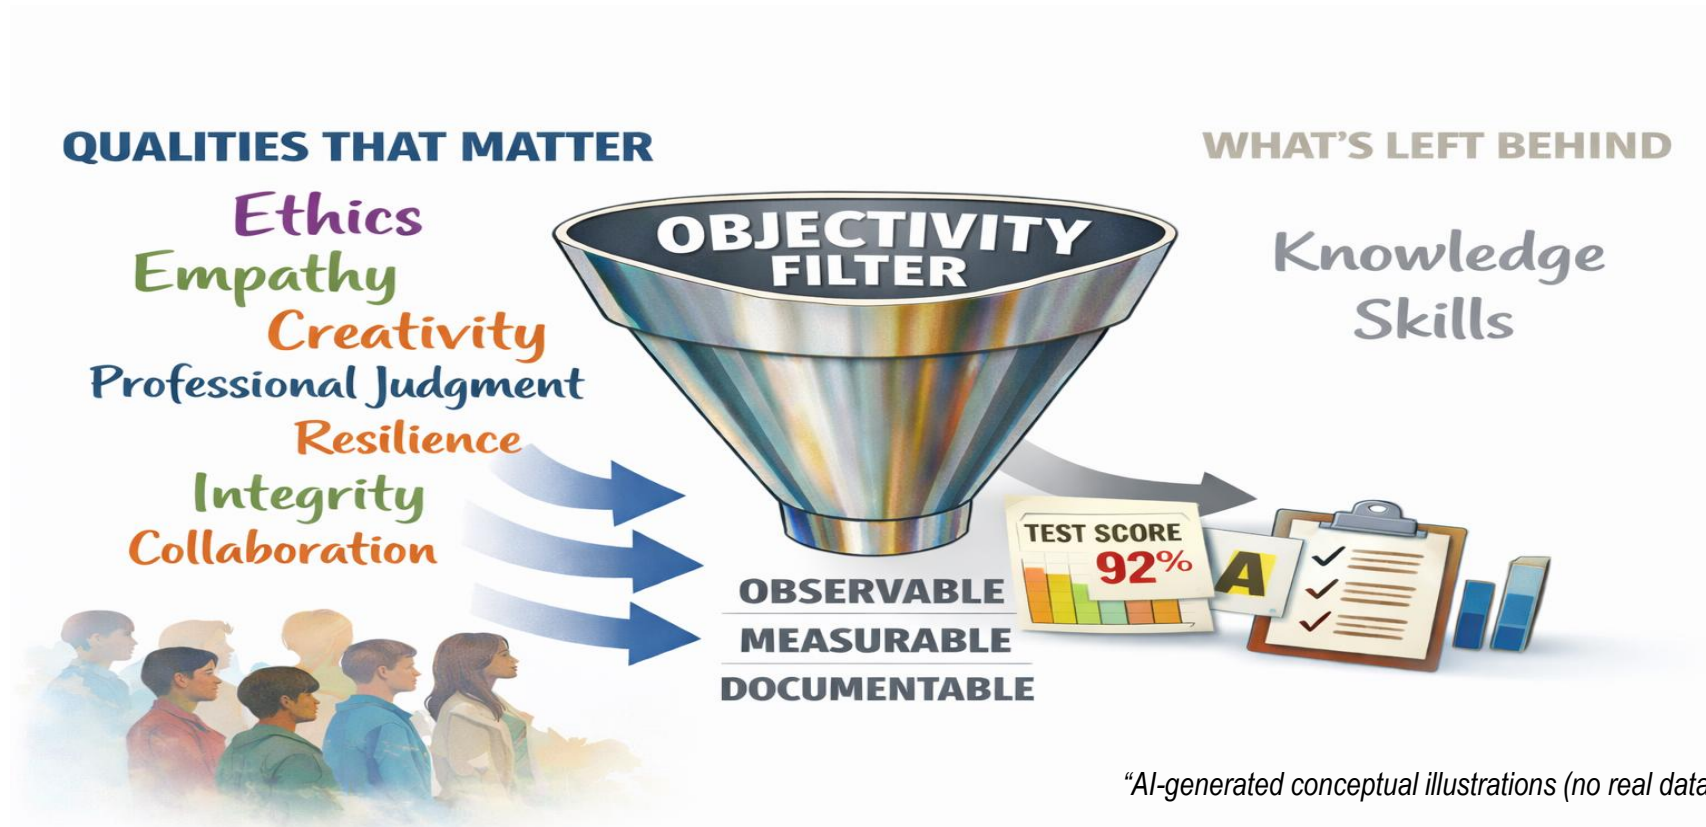 QUALITIES THAT MATTER
Ethics
Empathy
Creativity
Professional Judgment
Resilience
Integrity
Collaboration
OBJECTIVITY
FILTER
OBSERVABLE
MEASURABLE
DOCUMENTABLE
WHAT'S LEFT BEHIND
Knowledge
Skills
TEST SCORE
92%
A
“AI-generated conceptual illustrations (no real data